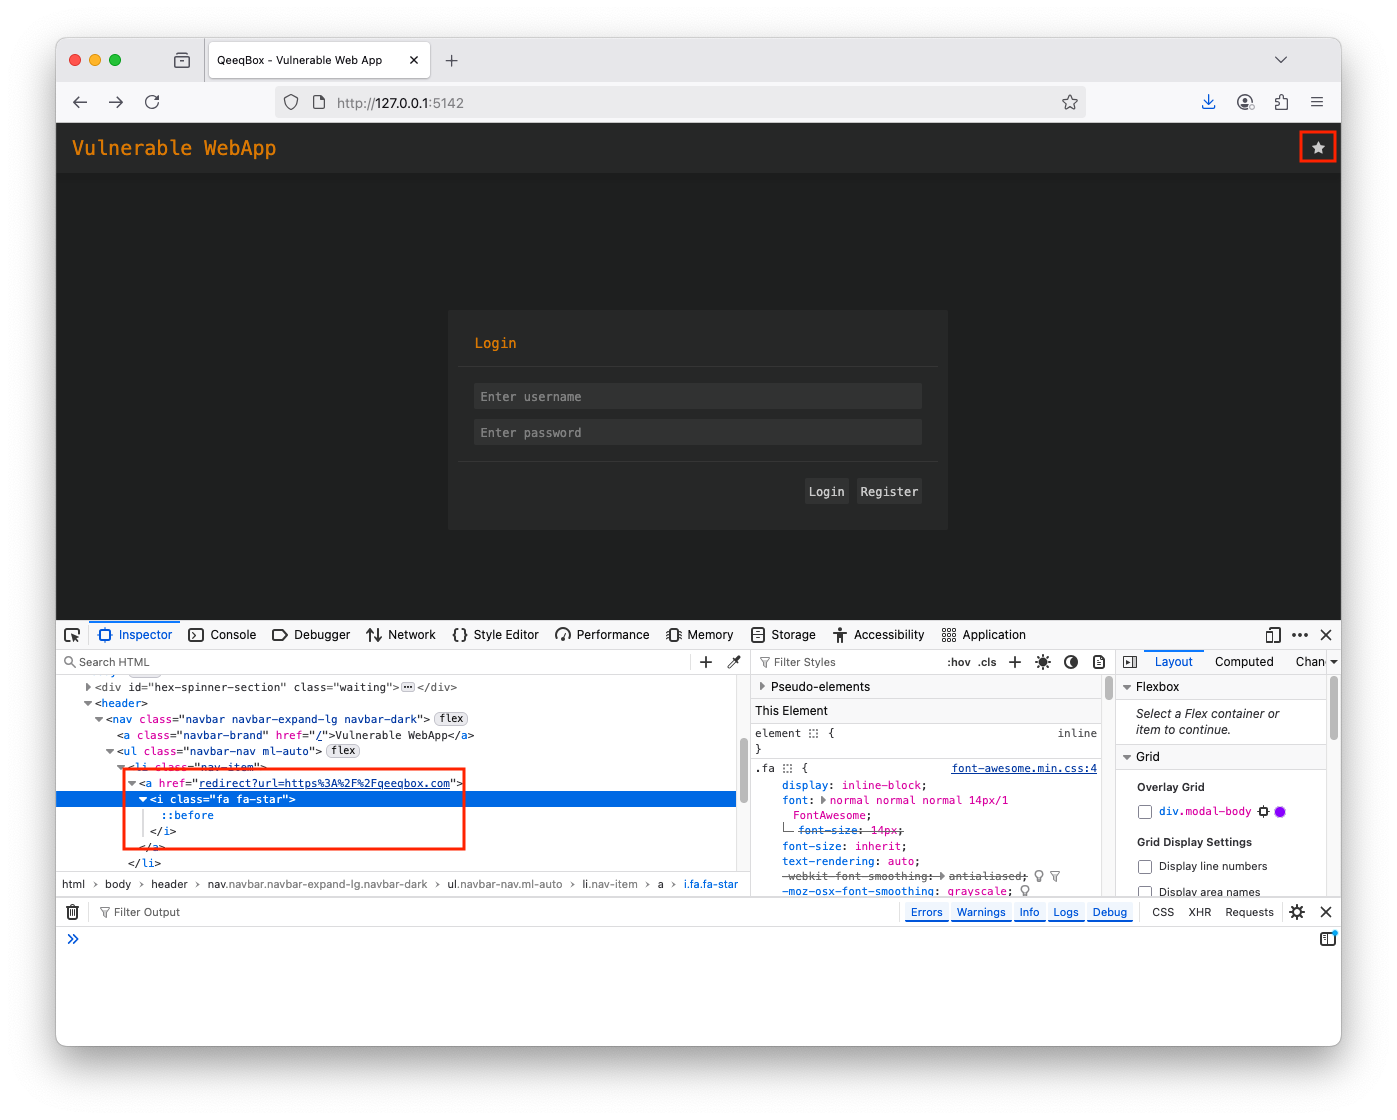 QeeqBox - Vulnerable Web App
http://127.0.0.1:5142
Vulnerable WebApp
Login
Enter username
Enter password
Login Register
Inspector Console Debugger Network Style Editor Performance Memory Storage Accessibility Application
Search HTML
<div id="hex-spinner-section" class="waiting"></div>
<header>
<nav class="navbar navbar-expand-lg navbar-dark"> flex
<a class="navbar-brand" href="/">Vulnerable WebApp</a>
<ul class="navbar-nav ml-auto"> flex
<li class="nav-item">
<a href="redirect?url=https%3A%2F%2Fqeeqbox.com">
<i class="fa fa-star">
::before
</i>
</a>
</li>
html > body > header > nav.navbar.navbar-expand-lg.navbar-dark > ul.navbar-nav.ml-auto > li.nav-item > a > i.fa.fa-star
Filter Styles :hov .cls
Pseudo-elements
This Element
element { inline
}
.fa { font-awesome.min.css:4
display: inline-block;
font: normal normal normal 14px/1
FontAwesome;
font-size: 14px;
font-size: inherit;
text-rendering: auto;
-webkit-font-smoothing: antialiased;
-moz-osx-font-smoothing: grayscale;
Layout Computed Chan
Flexbox
Select a Flex container or
item to continue.
Grid
Overlay Grid
div.modal-body
Grid Display Settings
Display line numbers
Display area names
Filter Output Errors Warnings Info Logs Debug CSS XHR Requests